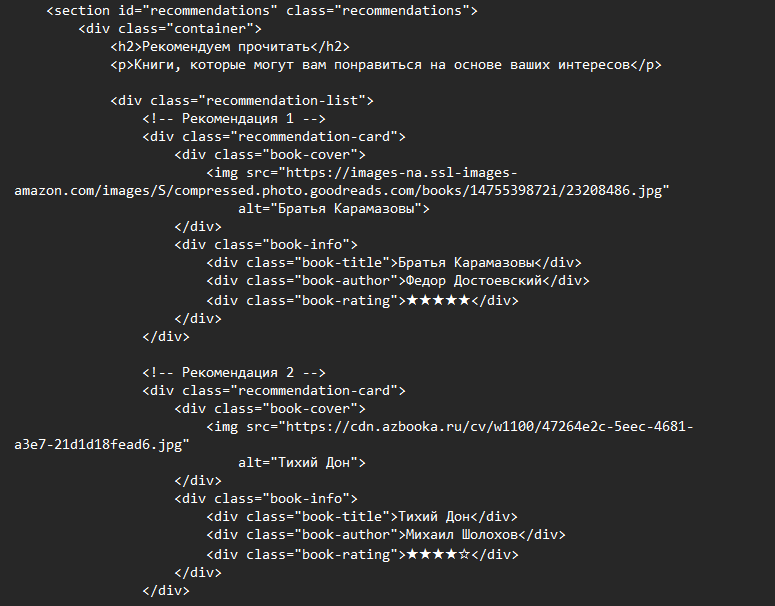 <section id="recommendations" class="recommendations">
<div class="container">
<h2>Рекомендуем прочитать</h2>
<p>Книги, которые могут вам понравиться на основе ваших интересов</p>
<div class="recommendation-list">
<!-- Рекомендация 1 -->
<div class="recommendation-card">
<div class="book-cover">
<img src="https://images-na.ssl-images-
amazon.com/images/S/compressed.photo.goodreads.com/books/1475539872i/23208486.jpg"
alt="Братья Карамазовы">
</div>
<div class="book-info">
<div class="book-title">Братья Карамазовы</div>
<div class="book-author">Федор Достоевский</div>
<div class="book-rating">★★★★★</div>
</div>
</div>
<!-- Рекомендация 2 -->
<div class="recommendation-card">
<div class="book-cover">
<img src="https://cdn.azbooka.ru/cv/w1100/47264e2c-5eec-4681-
a3e7-21d1d18fead6.jpg"
alt="Тихий Дон">
</div>
<div class="book-info">
<div class="book-title">Тихий Дон</div>
<div class="book-author">Михаил Шолохов</div>
<div class="book-rating">★★★★☆</div>
</div>
</div>